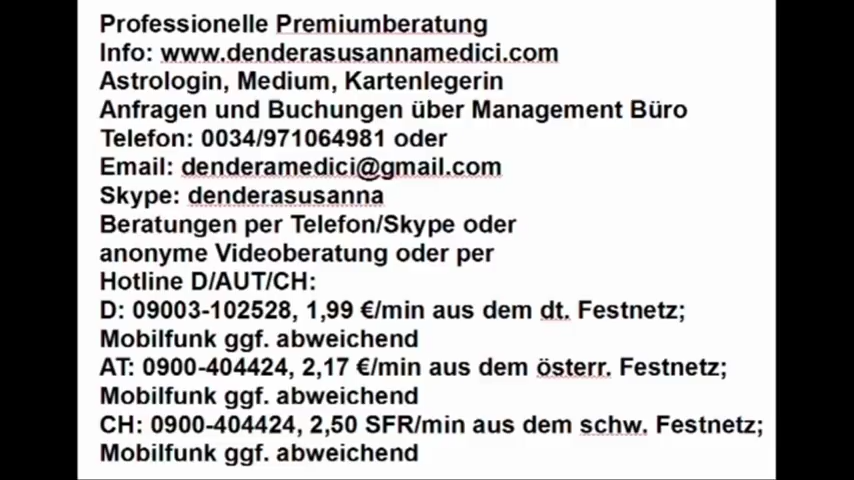 Professionelle Premiumberatung
Info: www.denderasusannamedici.com
Astrologin, Medium, Kartenlegerin
Anfragen und Buchungen über Management Büro
Telefon: 0034/971064981 oder
Email: denderamedici@gmail.com
Skype: denderasusanna
Beratungen per Telefon/Skype oder
anonyme Videoberatung oder per
Hotline D/AUT/CH:
D: 09003-102528, 1,99 €/min aus dem dt. Festnetz;
Mobilfunk ggf. abweichend
AT: 0900-404424, 2,17 €/min aus dem österr. Festnetz;
Mobilfunk ggf. abweichend
CH: 0900-404424, 2,50 SFR/min aus dem schw. Festnetz;
Mobilfunk ggf. abweichend